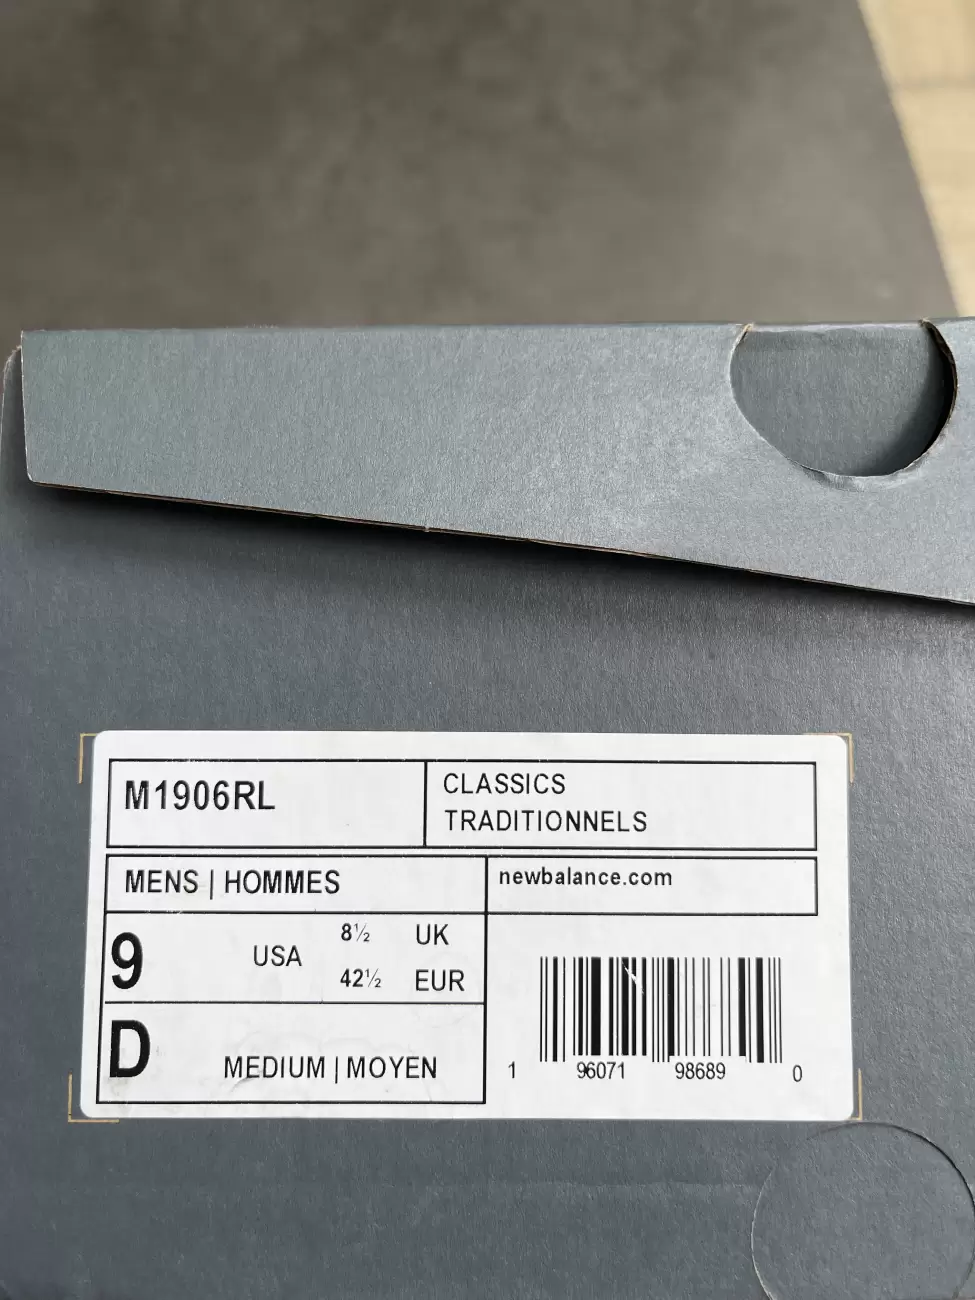 M1906RL
CLASSICS
TRADITIONNELS
MENS | HOMMES
newbalance.com
9
USA
8½ UK
42½ EUR
D
MEDIUM | MOYEN
1 96071 98689 0